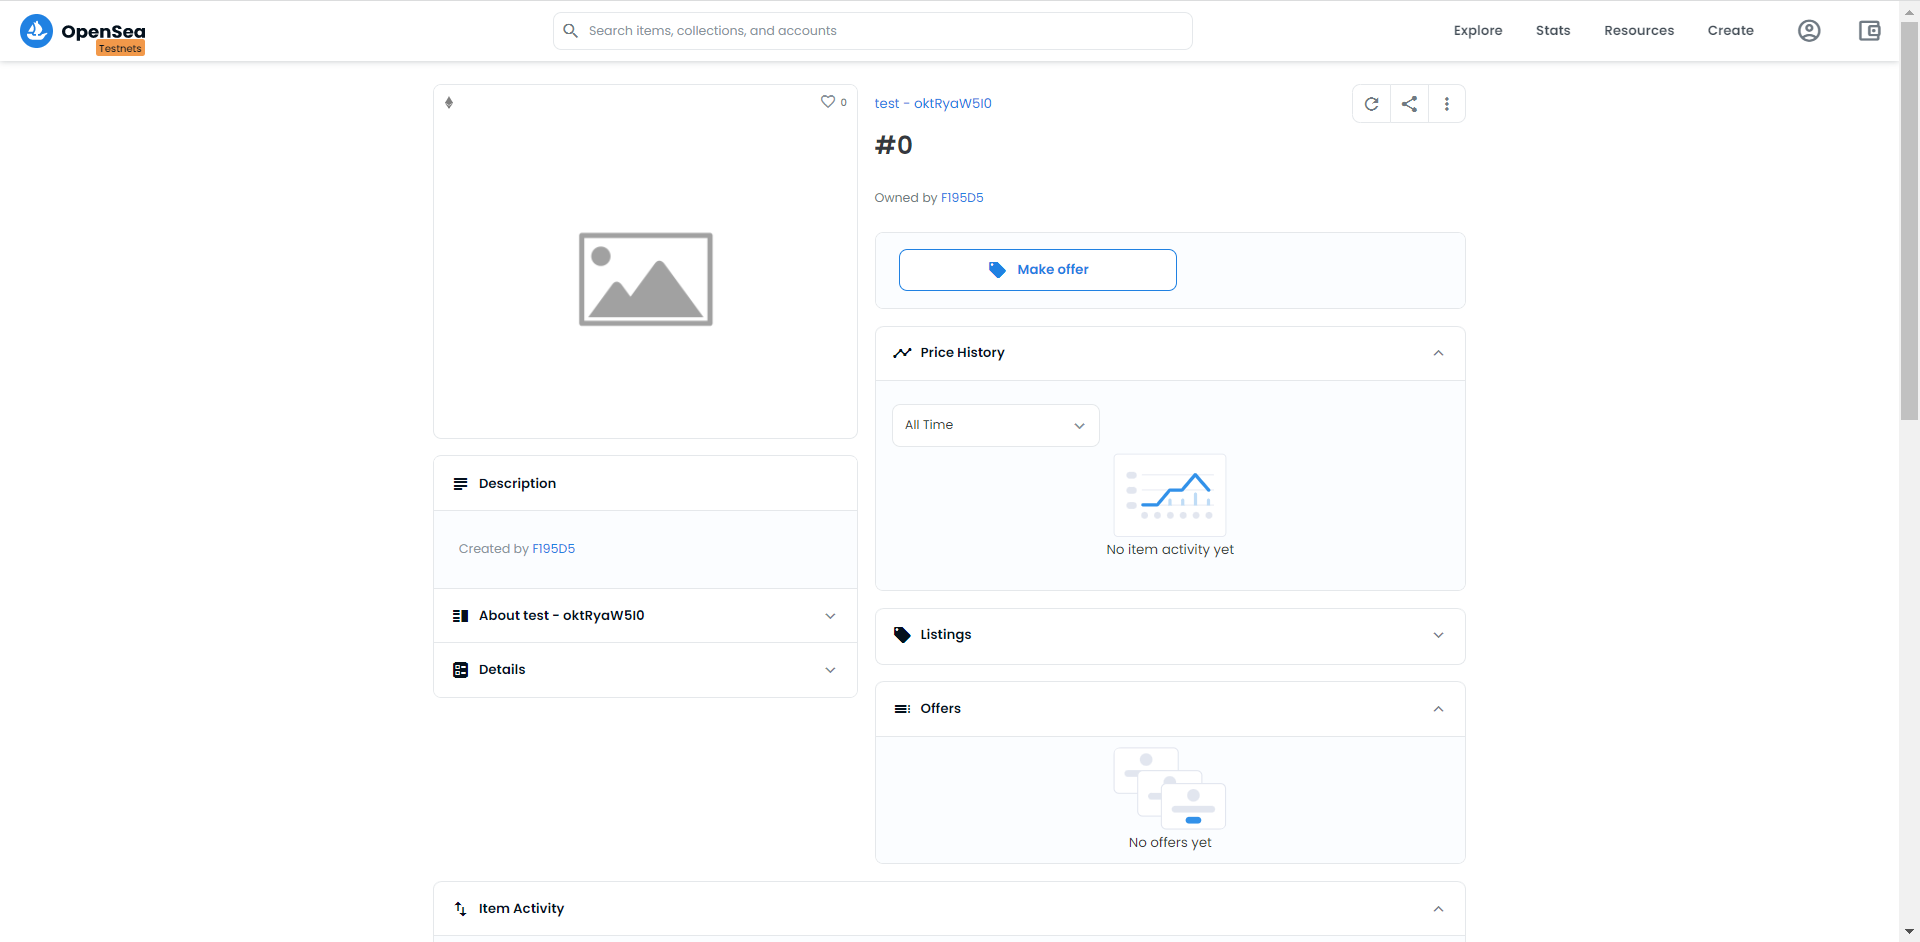 OpenSea
Testnets
Search items, collections, and accounts
Explore
Stats
Resources
Create
0
test - oktRyaW5I0
#0
Owned by F195D5
Make offer
Price History
All Time
No item activity yet
Description
Created by F195D5
About test - oktRyaW5I0
Details
Listings
Offers
No offers yet
Item Activity